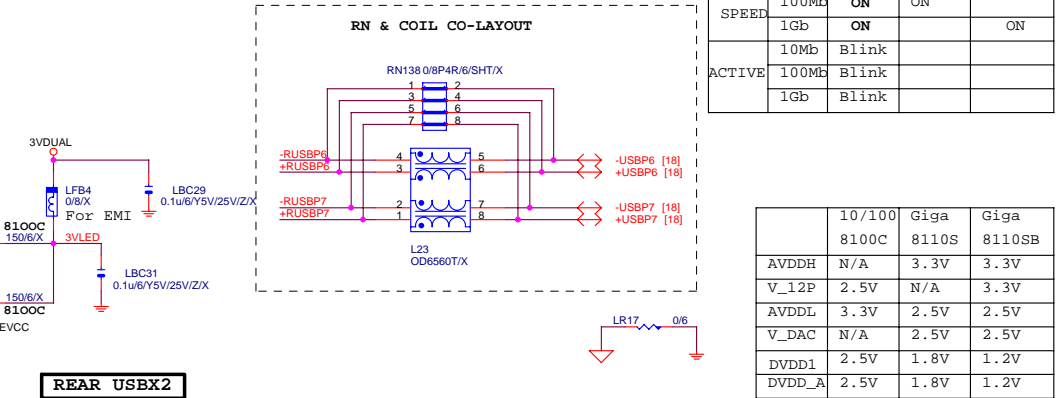 RN & COIL CO-LAYOUT
RN138 0/8P4R/6/SHT/X
1 2
3 4
5 6
7 8
-RUSBP6 4 5 -USBP6 [18]
+RUSBP6 3 6 +USBP6 [18]
-RUSBP7 2 7 -USBP7 [18]
+RUSBP7 1 8 +USBP7 [18]
L23
OD6560T/X
3VDUAL
LFB4
0/8/X
For EMI
LBC29
0.1u/6/Y5V/25V/Z/X
8100C
150/6/X 3VLED
LBC31
0.1u/6/Y5V/25V/Z/X
150/6/X
8100C
EVCC
REAR USBX2
LR17 0/6
SPEED 100Mb ON ON
1Gb ON ON
ACTIVE 10Mb Blink
100Mb Blink
1Gb Blink
10/100 Giga Giga
8100C 8110S 8110SB
AVDDH N/A 3.3V 3.3V
V_12P 2.5V N/A 3.3V
AVDDL 3.3V 2.5V 2.5V
V_DAC N/A 2.5V 2.5V
DVDD1 2.5V 1.8V 1.2V
DVDD_A 2.5V 1.8V 1.2V